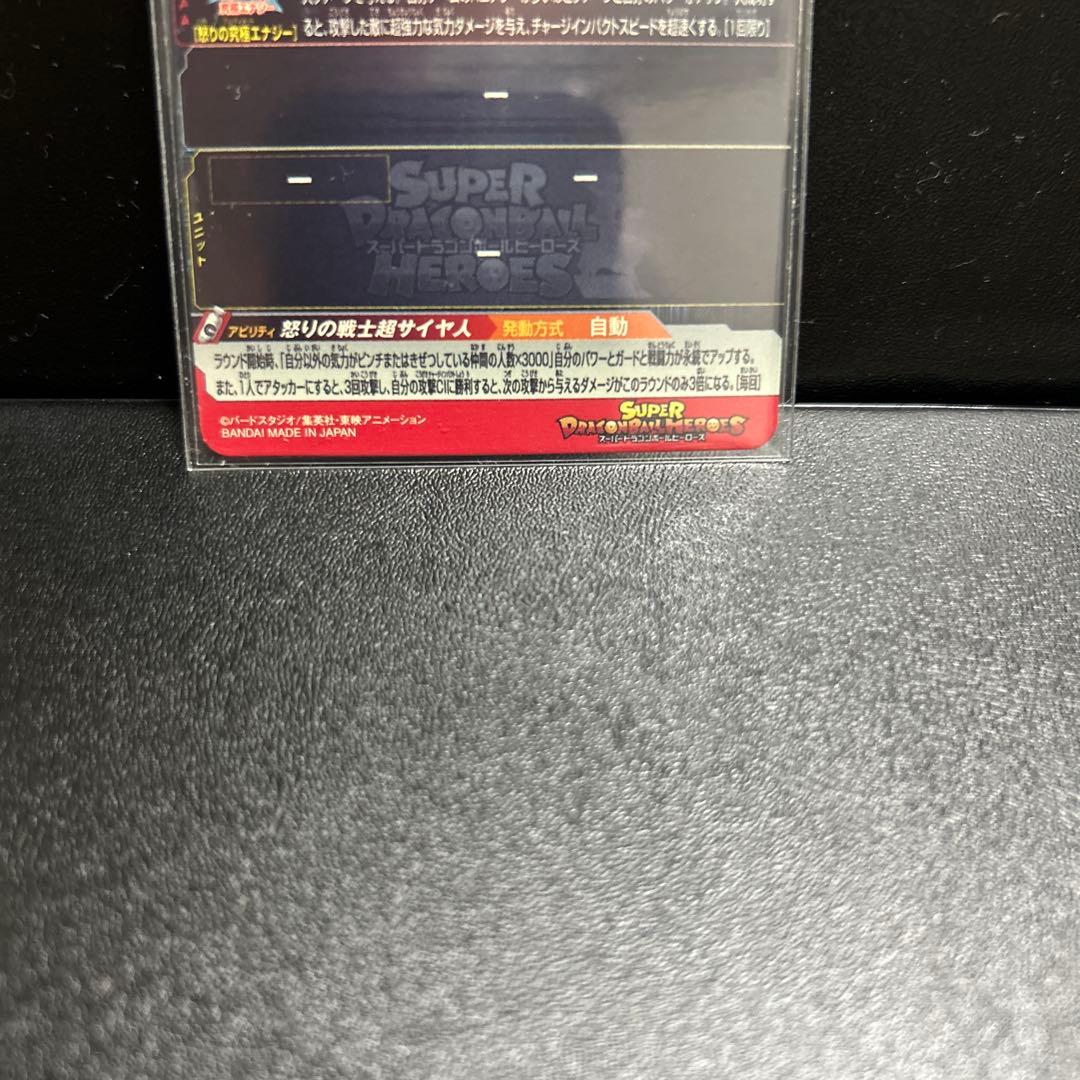 究極エナジー
[怒りの究極エナジー]
ると、攻撃した敵に超強力な気力ダメージを与え、チャージインパクトスピードを超速くする。[1回限り]
ー
ー
ー
SUPER
DRAGONBALL
スーパードラゴンボールヒーローズ
HEROES
ー
ユニット
アビリティ 怒りの戦士超サイヤ人 発動方式 自動
ラウンド開始時、「自分以外の気力がピンチまたはきぜつしている仲間の人数×3000」自分のパワーとガードと戦闘力が永続でアップする。
また、1人でアタッカーにすると、3回攻撃し、自分の攻撃CIに勝利すると、次の攻撃から与えるダメージがこのラウンドのみ3倍になる。[毎回]
©バードスタジオ/集英社・東映アニメーション
BANDAI MADE IN JAPAN
SUPER
DRAGONBALL HEROES
スーパードラゴンボールヒーローズ